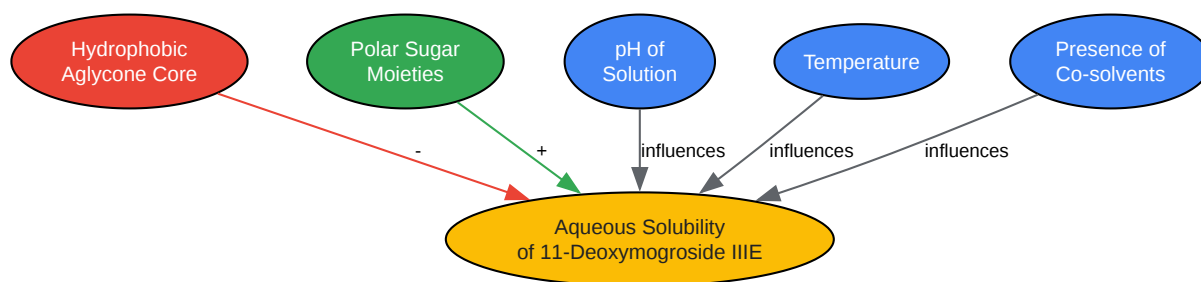 Hydrophobic
Aglycone Core
Polar Sugar
Moieties
pH of
Solution
Temperature
Presence of
Co-solvents
-
+
influences
influences
influences
Aqueous Solubility
of 11-Deoxymogroside IIIE